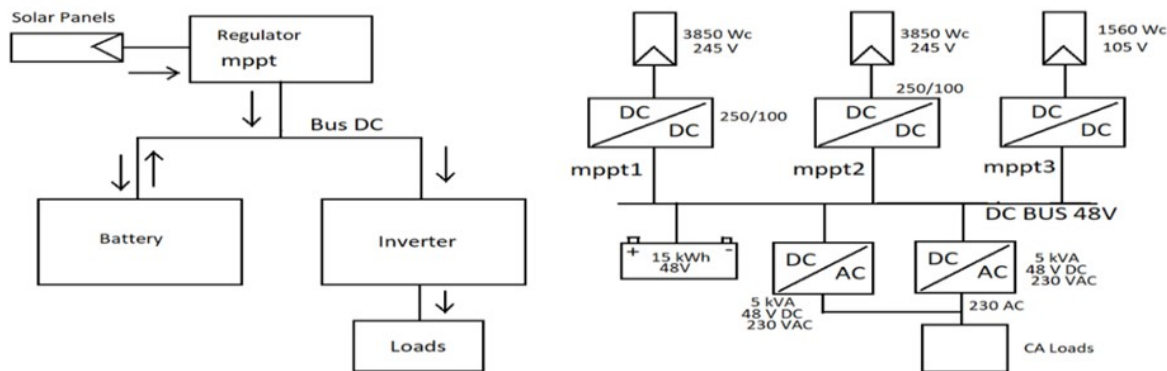 Solar Panels
Regulator
mppt
Bus DC
Battery
Inverter
Loads
3850 Wc
245 V
3850 Wc
245 V
1560 Wc
105 V
DC
DC
250/100
250/100
DC
DC
DC
DC
mppt1
mppt2
mppt3
DC BUS 48V
+
-
15 kWh
48V
DC
AC
DC
AC
5 kVA
48 V DC
230 VAC
5 kVA
48 V DC
230 VAC
230 AC
CA Loads